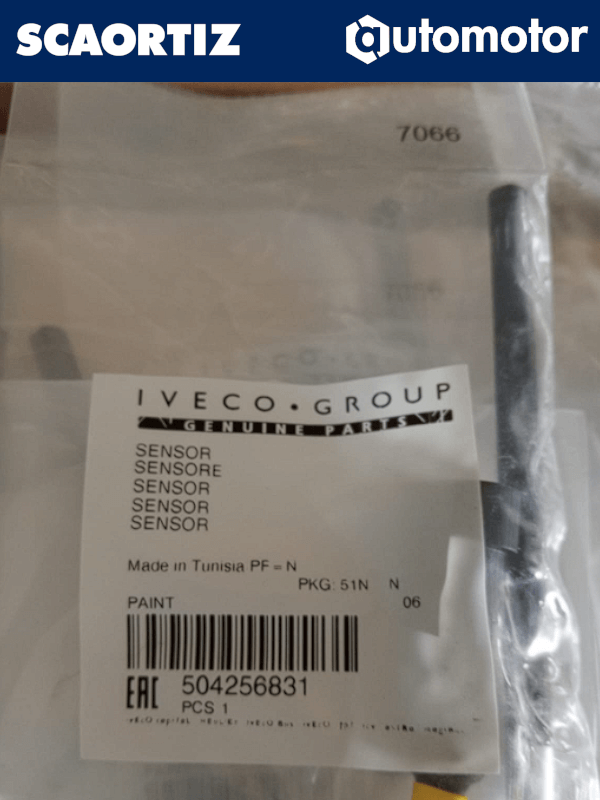 SCAORTIZ
automotor
7066
IVECO • GROUP
GENUINE PARTS
SENSOR
SENSORE
SENSOR
SENSOR
SENSOR
Made in Tunisia PF = N
PKG: 51N N
PAINT 06
EAC 504256831
PCS 1